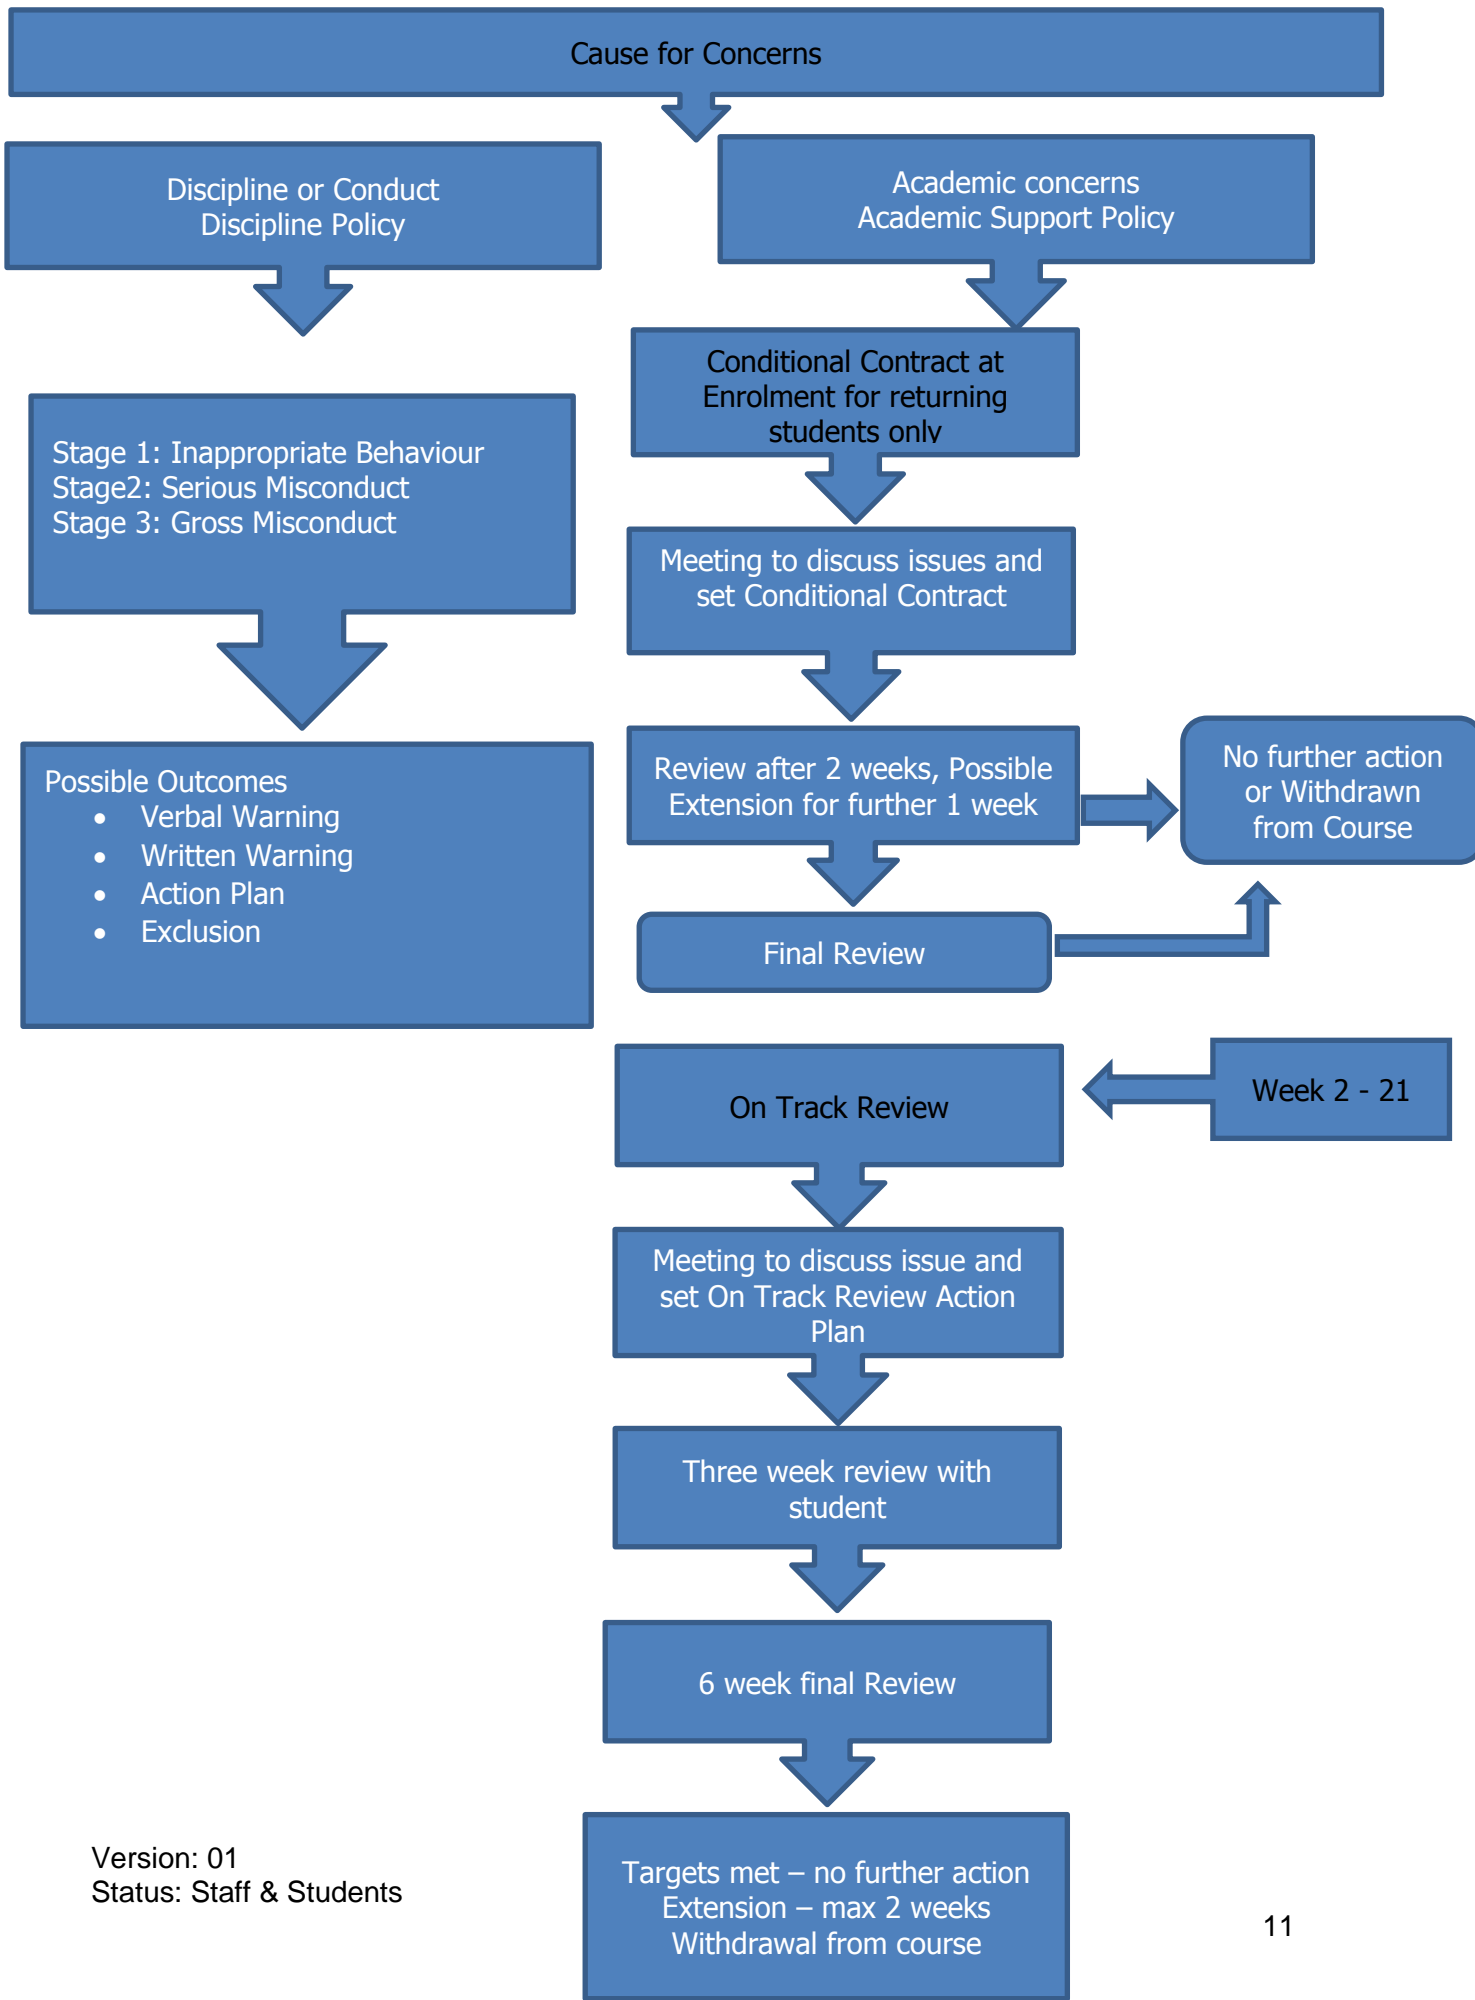 Cause for Concerns
Discipline or Conduct
Discipline Policy
Academic concerns
Academic Support Policy
Conditional Contract at
Enrolment for returning
students only
Stage 1: Inappropriate Behaviour
Stage2: Serious Misconduct
Stage 3: Gross Misconduct
Meeting to discuss issues and
set Conditional Contract
Review after 2 weeks, Possible
Extension for further 1 week
No further action
or Withdrawn
from Course
Possible Outcomes
• Verbal Warning
• Written Warning
• Action Plan
• Exclusion
Final Review
On Track Review
Week 2 - 21
Meeting to discuss issue and
set On Track Review Action
Plan
Three week review with
student
6 week final Review
Targets met – no further action
Extension – max 2 weeks
Withdrawal from course
Version: 01
Status: Staff & Students
11